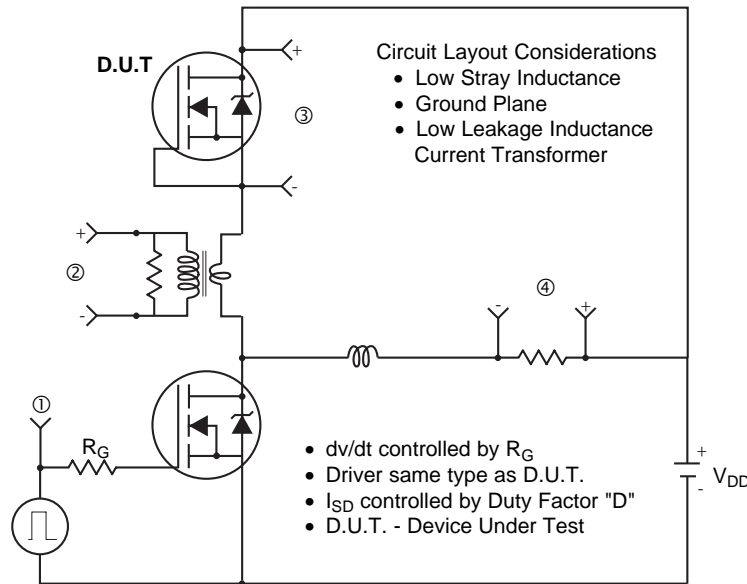 D.U.T
+
③
-
Circuit Layout Considerations
• Low Stray Inductance
• Ground Plane
• Low Leakage Inductance
Current Transformer
+
②
-
④
- +
①
RG
• dv/dt controlled by RG
• Driver same type as D.U.T.
• ISD controlled by Duty Factor "D"
• D.U.T. - Device Under Test
+
VDD
-